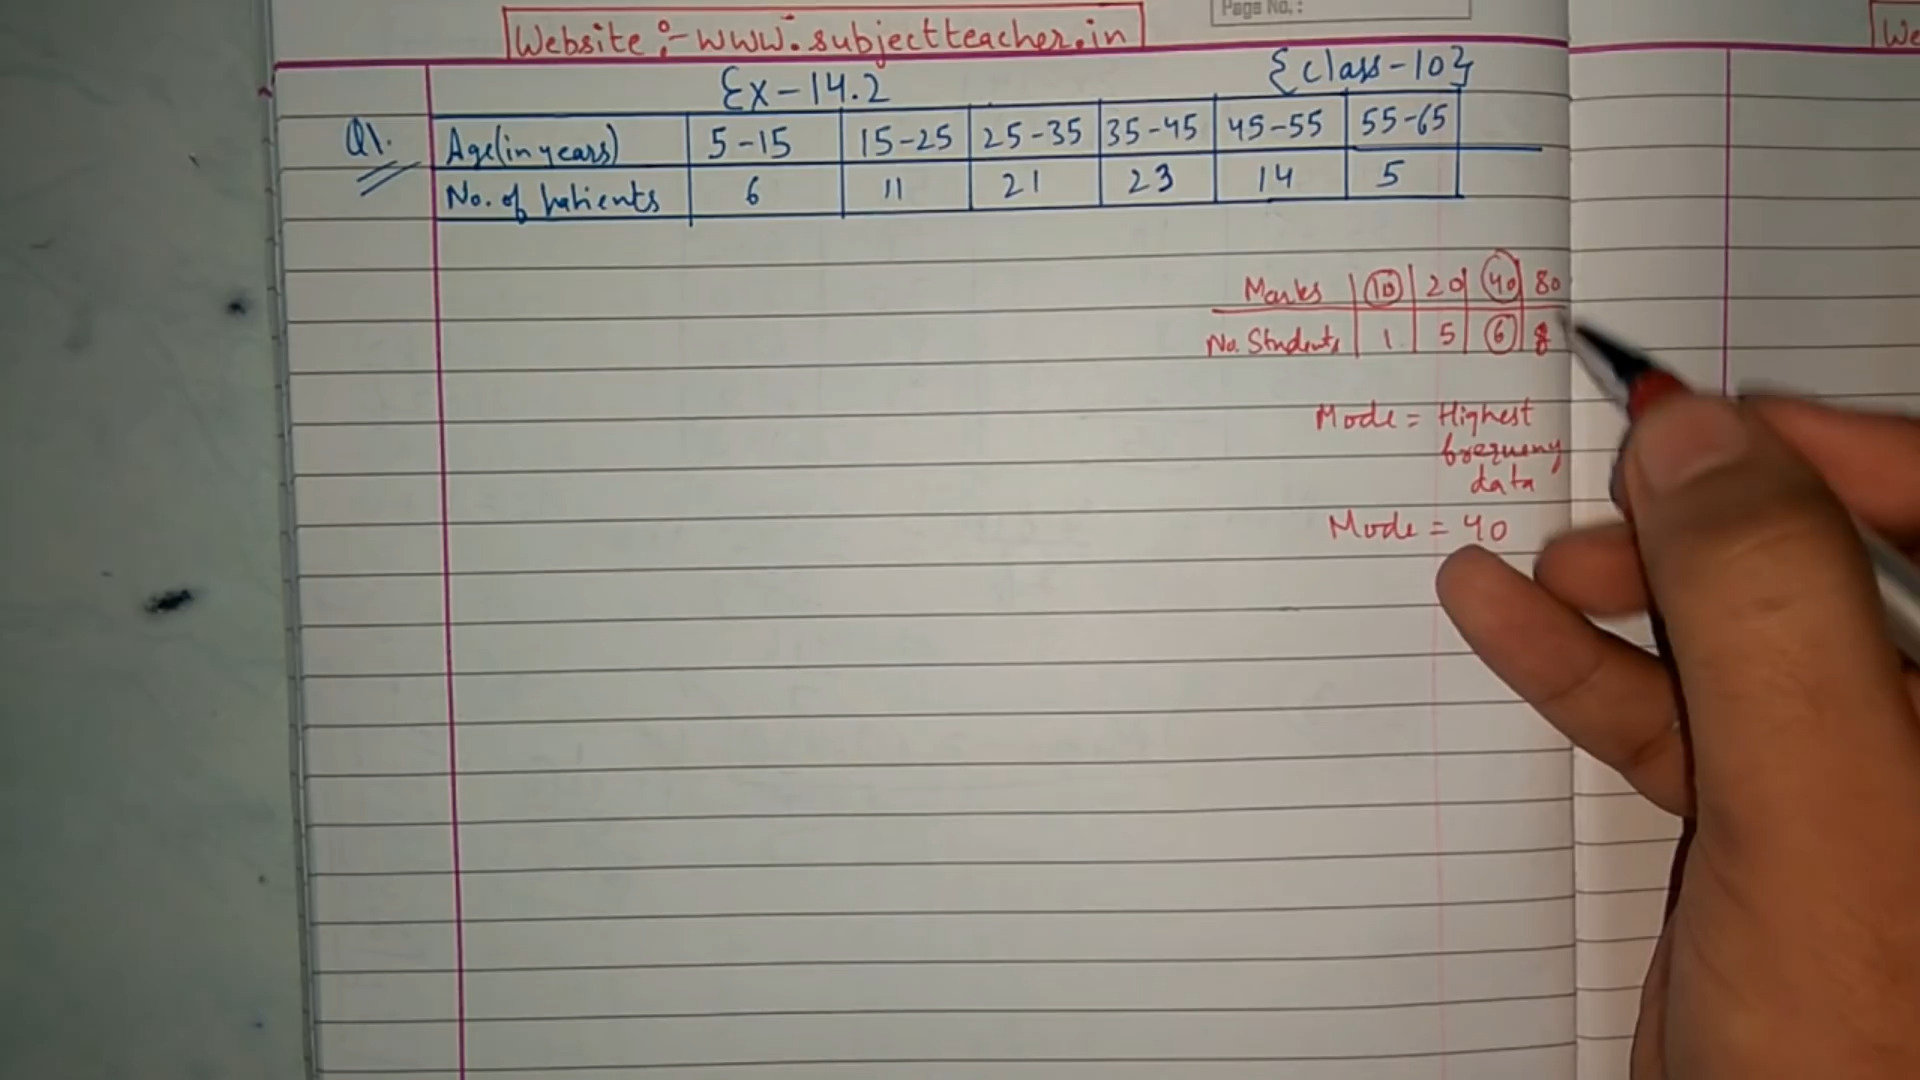 Page No. :
Website :- www.subjectteacher.in
Ex-14.2 {Class-10}
Q1. Age(in years) 5-15 15-25 25-35 35-45 45-55 55-65
No. of patients 6 11 21 23 14 5
Marks 10 20 40 80
No. Students 1 5 6
Mode = Highest
frequency
data
Mode = 40
We